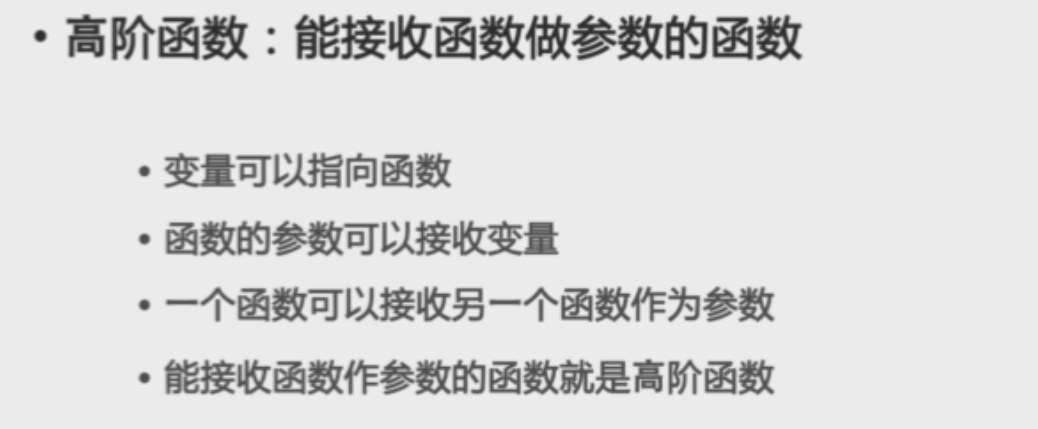 • 高阶函数：能接收函数做参数的函数
• 变量可以指向函数
• 函数的参数可以接收变量
• 一个函数可以接收另一个函数作为参数
• 能接收函数作参数的函数就是高阶函数